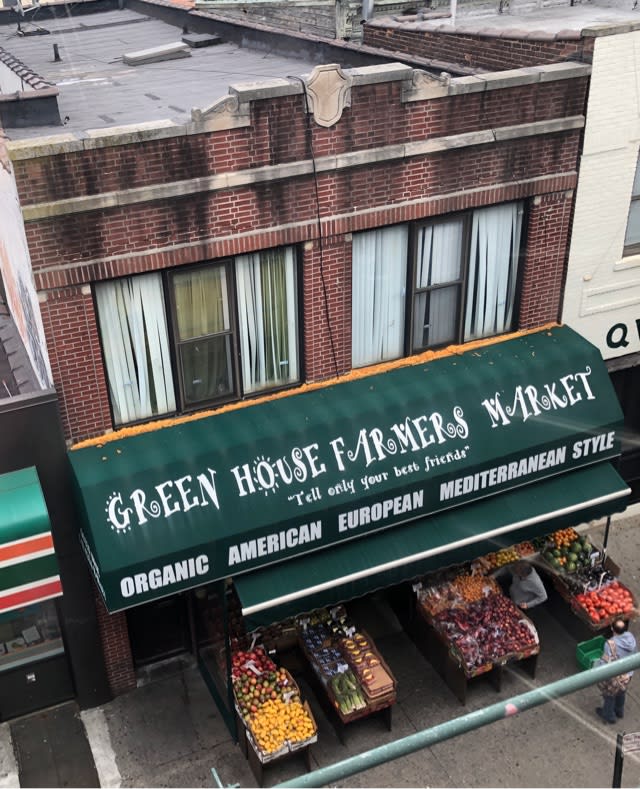 GREEN HOUSE FARMERS MARKET
"Tell only your best friends"
ORGANIC AMERICAN EUROPEAN MEDITERRANEAN STYLE